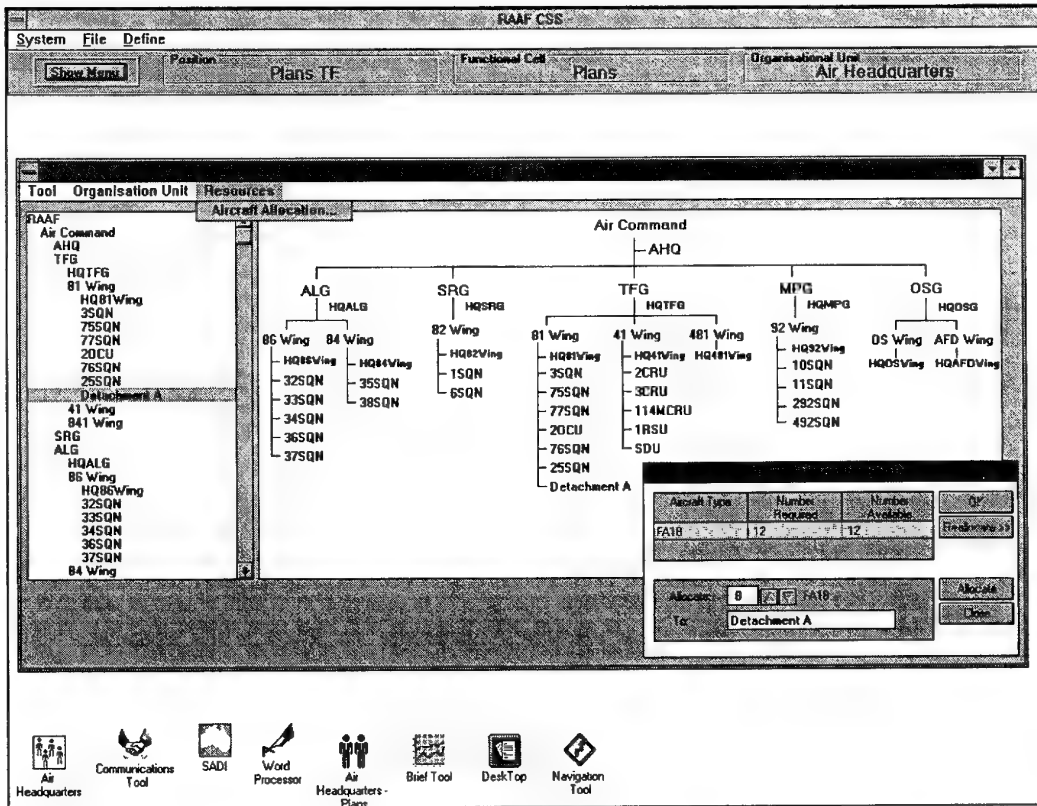 RAAF CSS
System File Define
Show Menu
Position
Plans TF
Functional Cell
Plans
Organisational Unit
Air Headquarters
Tool Organisation Unit Resources
Aircraft Allocation...
RAAF
Air Command
AHQ
TFG
HQTFG
81 Wing
HQ81Wing
3SQN
75SQN
77SQN
2OCU
76SQN
25SQN
Detachment A
41 Wing
841 Wing
SRG
ALG
HQALG
86 Wing
HQ86Wing
32SQN
33SQN
34SQN
36SQN
37SQN
84 Wing
Air Command
AHQ
ALG
HQALG
86 Wing
HQ86Wing
32SQN
33SQN
34SQN
36SQN
37SQN
84 Wing
HQ84Wing
35SQN
38SQN
SRG
HQSRG
82 Wing
HQ82Wing
1SQN
6SQN
TFG
HQTFG
81 Wing
HQ81Wing
3SQN
75SQN
77SQN
2OCU
76SQN
25SQN
Detachment A
41 Wing
HQ41Wing
2CRU
3CRU
114MCRU
1RSU
SDU
481 Wing
HQ481Wing
MPG
HQMPG
92 Wing
HQ92Wing
10SQN
11SQN
292SQN
492SQN
OSG
HQOSG
OS Wing
HQOSWing
AFD Wing
HQAFDWing
Aircraft Type Number Required Number Available
FA18 12 12
OK
Reallocate >>
Allocate: 8 FA18
To: Detachment A
Allocate
Close
Air Headquarters
Communications Tool
SADI
Word Processor
Air Headquarters - Plans
Brief Tool
DeskTop
Navigation Tool